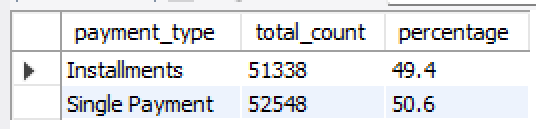 payment_type total_count percentage
Installments 51338 49.4
Single Payment 52548 50.6